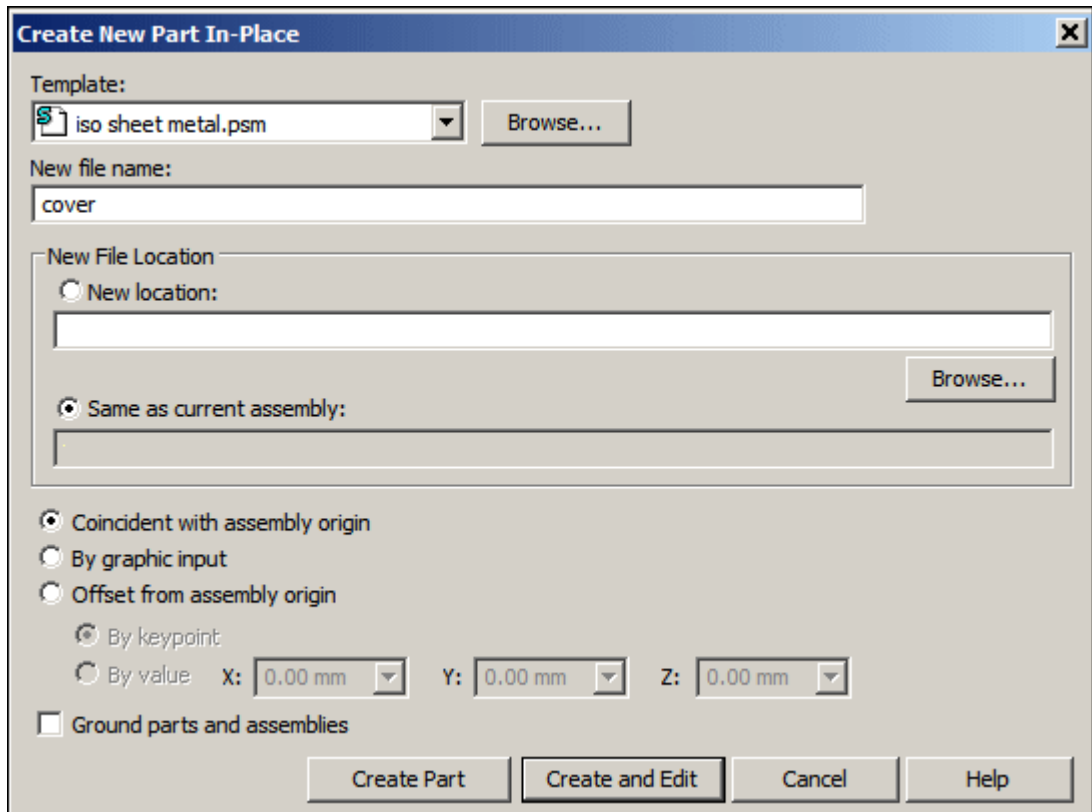 Create New Part In-Place
Template:
iso sheet metal.psm
Browse...
New file name:
cover
New File Location
New location:
Browse...
Same as current assembly:
Coincident with assembly origin
By graphic input
Offset from assembly origin
By keypoint
By value X: 0.00 mm Y: 0.00 mm Z: 0.00 mm
Ground parts and assemblies
Create Part Create and Edit Cancel Help